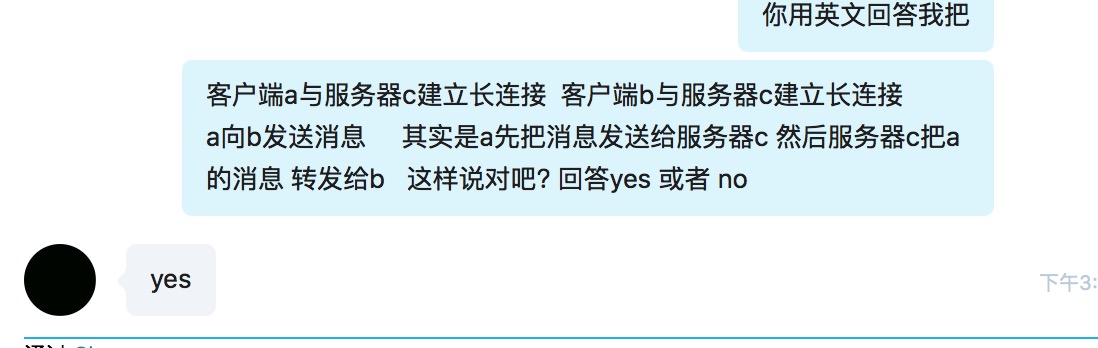 你用英文回答我把
客户端a与服务器c建立长连接 客户端b与服务器c建立长连接
a向b发送消息 其实是a先把消息发送给服务器c 然后服务器c把a
的消息 转发给b 这样说对吧? 回答yes 或者 no
yes
下午3: